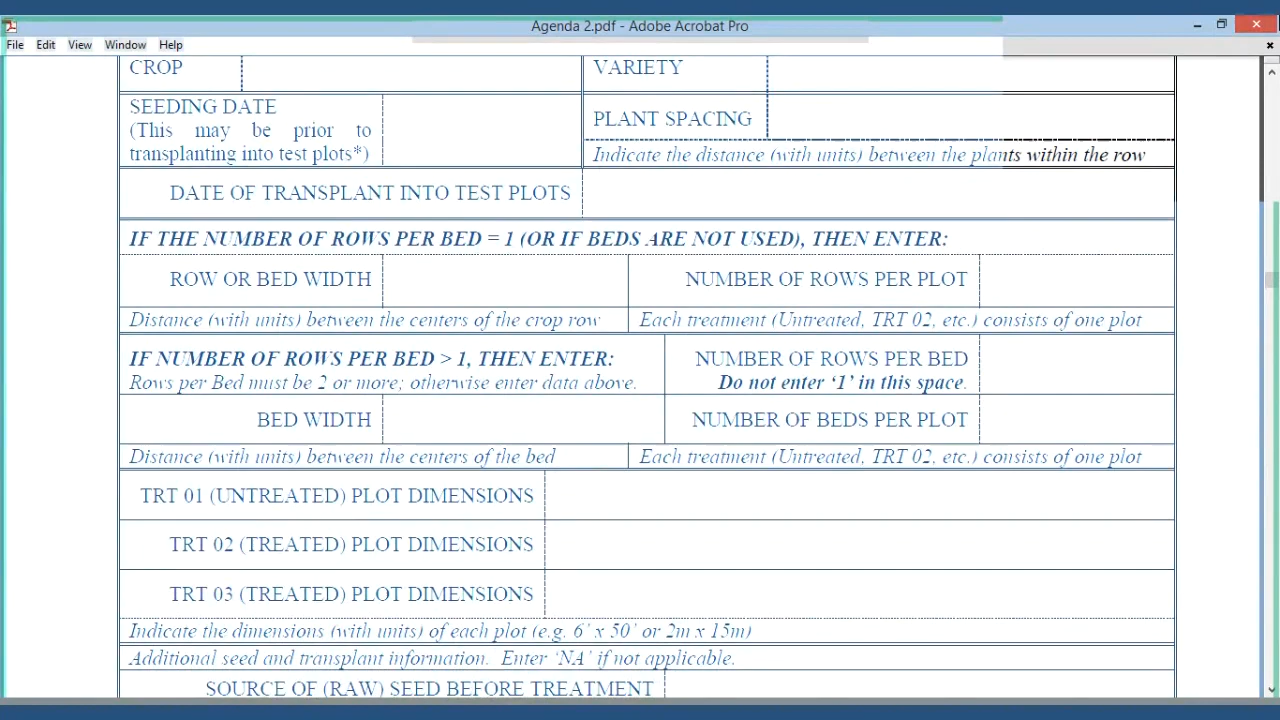 Agenda 2.pdf - Adobe Acrobat Pro
File Edit View Window Help
CROP
VARIETY
SEEDING DATE
(This may be prior to
transplanting into test plots*)
PLANT SPACING
Indicate the distance (with units) between the plants within the row
DATE OF TRANSPLANT INTO TEST PLOTS
IF THE NUMBER OF ROWS PER BED = 1 (OR IF BEDS ARE NOT USED), THEN ENTER:
ROW OR BED WIDTH
NUMBER OF ROWS PER PLOT
Distance (with units) between the centers of the crop row
Each treatment (Untreated, TRT 02, etc.) consists of one plot
IF NUMBER OF ROWS PER BED > 1, THEN ENTER:
Rows per Bed must be 2 or more; otherwise enter data above.
NUMBER OF ROWS PER BED
Do not enter ‘1’ in this space.
BED WIDTH
NUMBER OF BEDS PER PLOT
Distance (with units) between the centers of the bed
Each treatment (Untreated, TRT 02, etc.) consists of one plot
TRT 01 (UNTREATED) PLOT DIMENSIONS
TRT 02 (TREATED) PLOT DIMENSIONS
TRT 03 (TREATED) PLOT DIMENSIONS
Indicate the dimensions (with units) of each plot (e.g. 6’ x 50’ or 2m x 15m)
Additional seed and transplant information. Enter ‘NA’ if not applicable.
SOURCE OF (RAW) SEED BEFORE TREATMENT